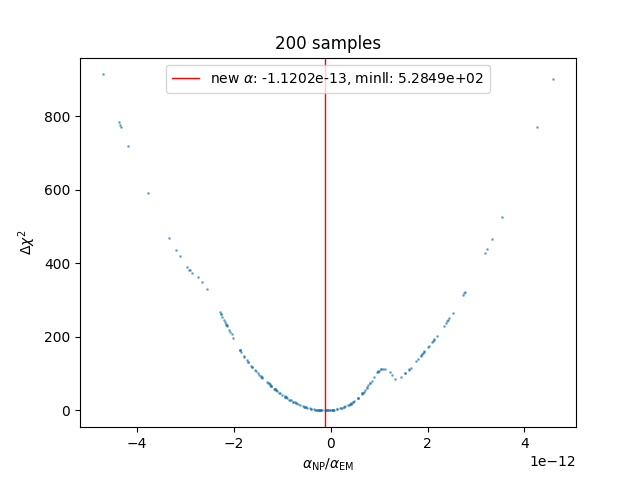 200 samples
new α: -1.1202e-13, minll: 5.2849e+02
800
600
400
200
0
Δχ²
−4
−2
0
2
4
1e−12
α_NP/α_EM